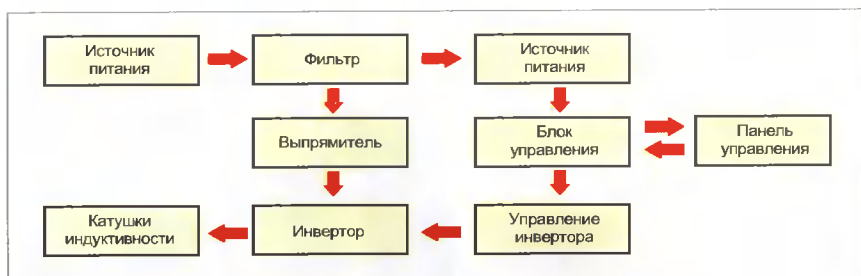 Источник
питания
Фильтр
Источник
питания
Выпрямитель
Блок
управления
Панель
управления
Катушки
индуктивности
Инвертор
Управление
инвертора